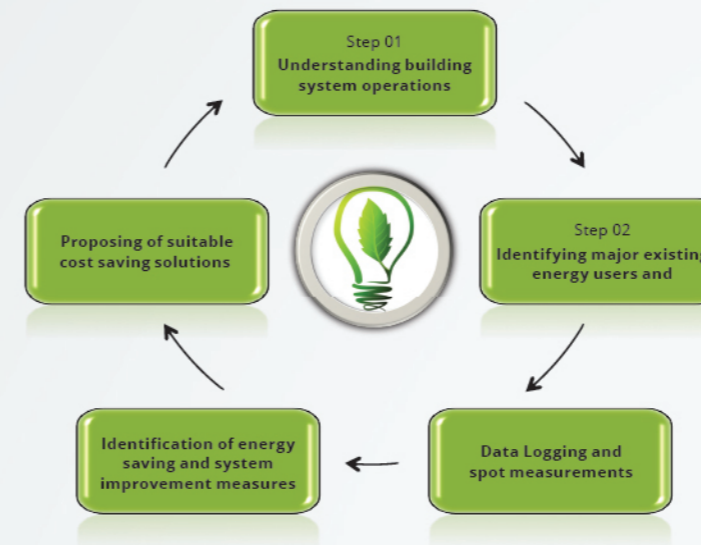 Step 01
Understanding building
system operations
Step 02
Identifying major existing
energy users and
Data Logging and
spot measurements
Identification of energy
saving and system
improvement measures
Proposing of suitable
cost saving solutions